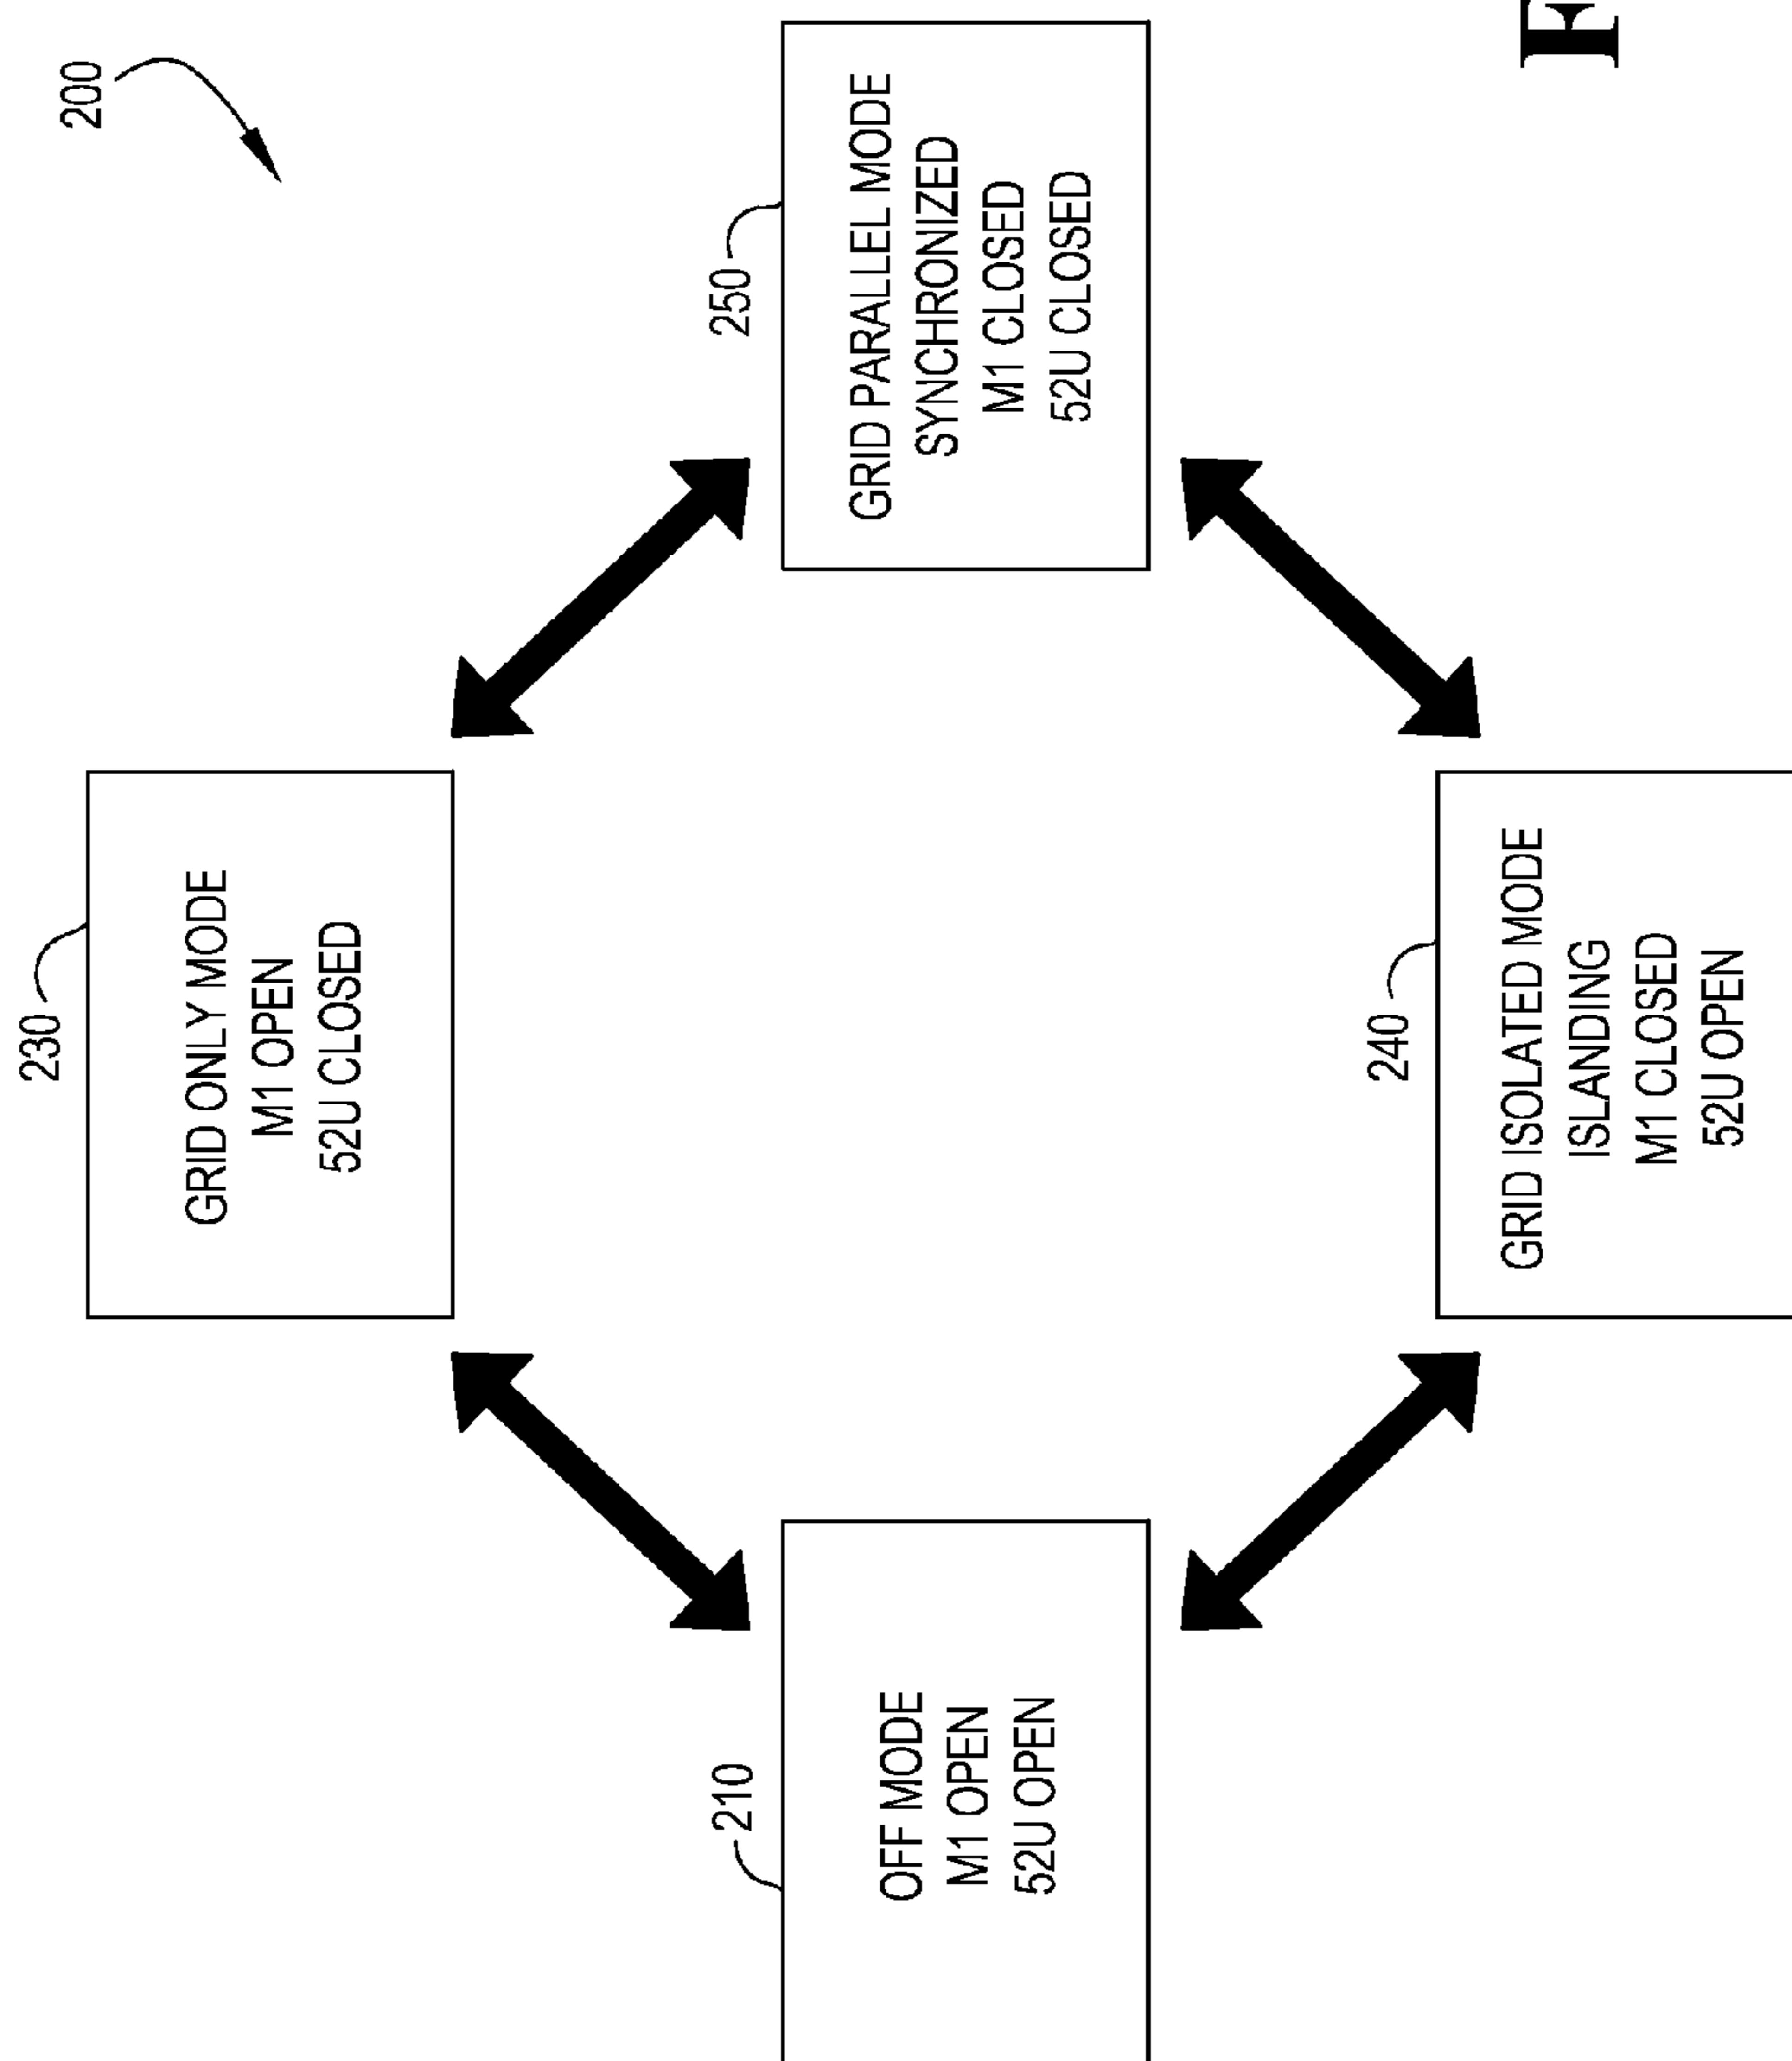 200
230
GRID ONLY MODE
M1 OPEN
52U CLOSED
210
OFF MODE
M1 OPEN
52U OPEN
250
GRID PARALLEL MODE
SYNCHRONIZED
M1 CLOSED
52U CLOSED
240
GRID ISOLATED MODE
ISLANDING
M1 CLOSED
52U OPEN
F